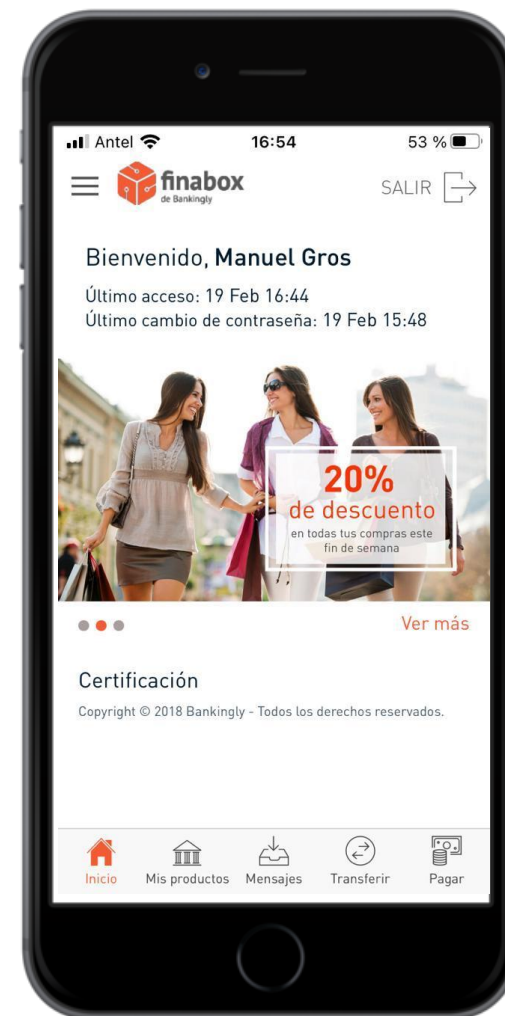 Antel 16:54 53 %
finabox
de Bankingly
SALIR
Bienvenido, Manuel Gros
Último acceso: 19 Feb 16:44
Último cambio de contraseña: 19 Feb 15:48
20%
de descuento
en todas tus compras este
fin de semana
Ver más
Certificación
Copyright © 2018 Bankingly - Todos los derechos reservados.
Inicio Mis productos Mensajes Transferir Pagar